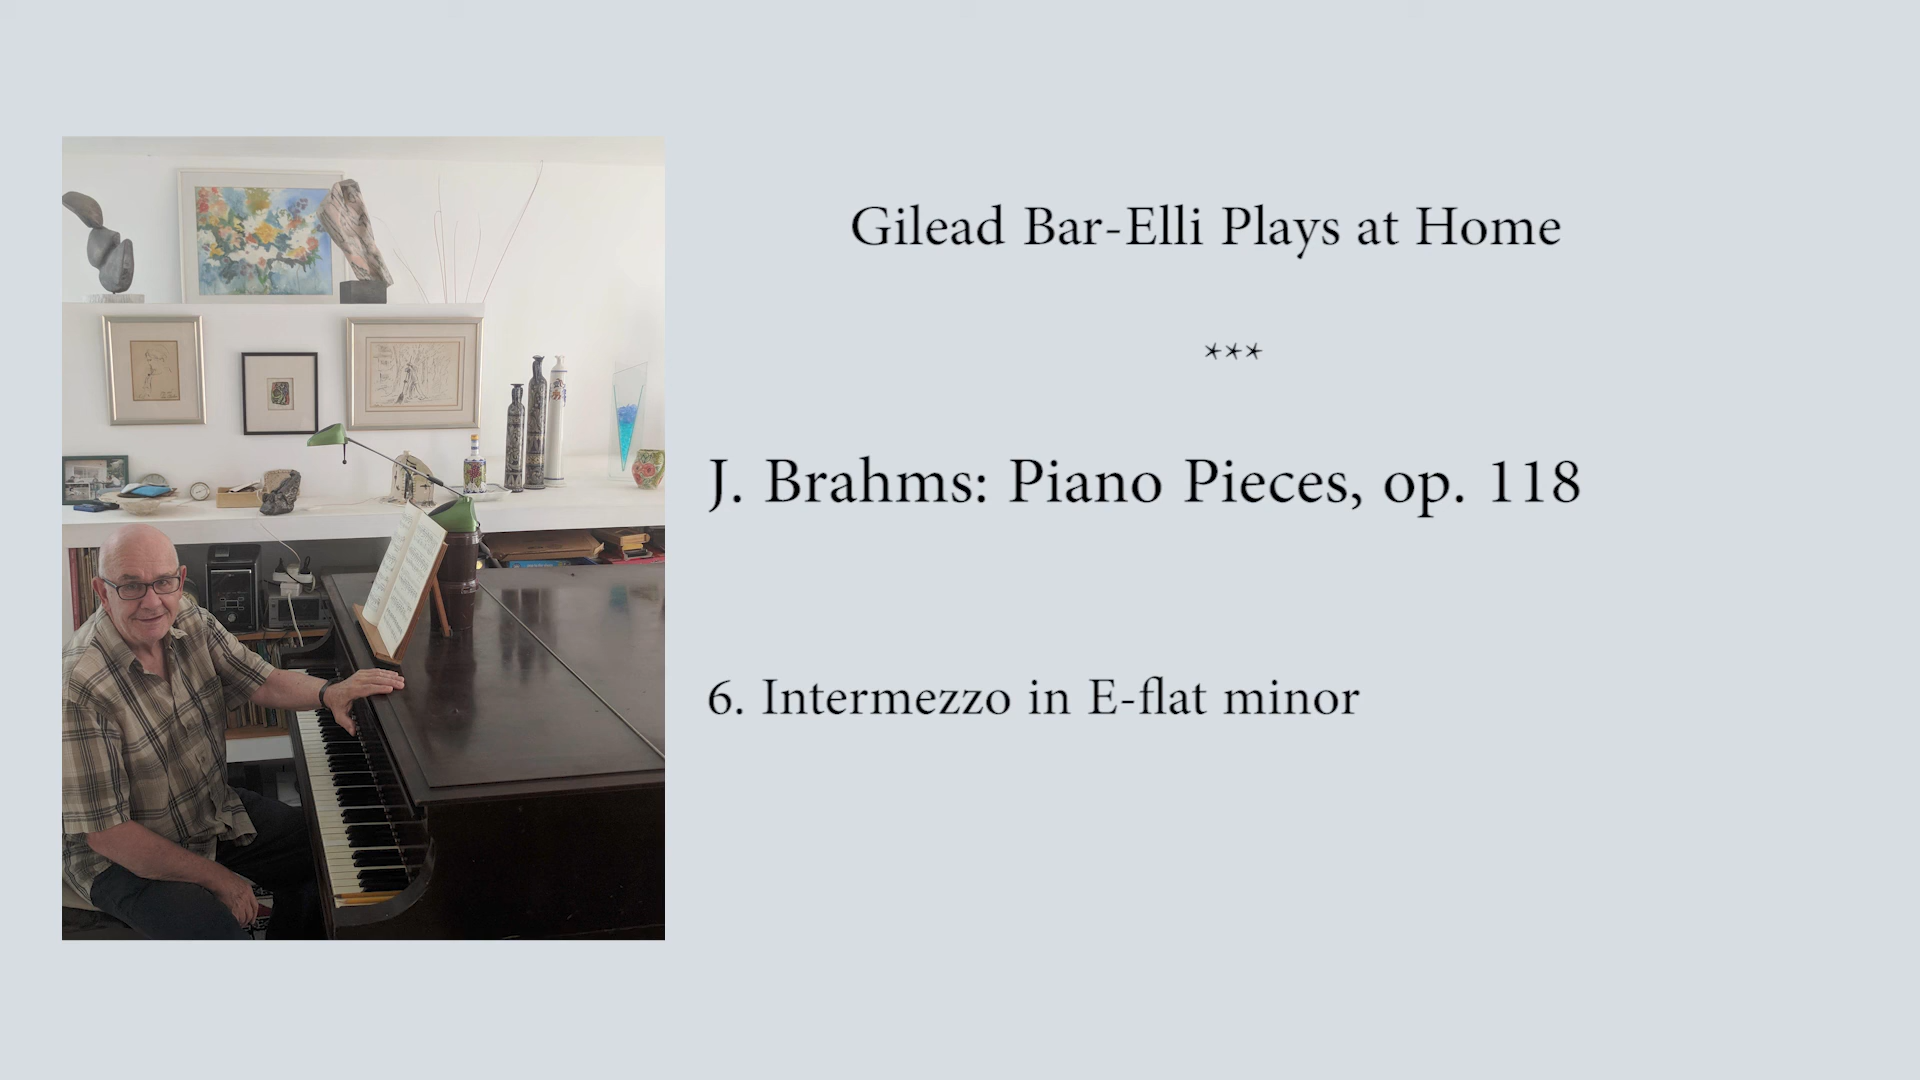 Gilead Bar-Elli Plays at Home
***
J. Brahms: Piano Pieces, op. 118
6. Intermezzo in E-flat minor